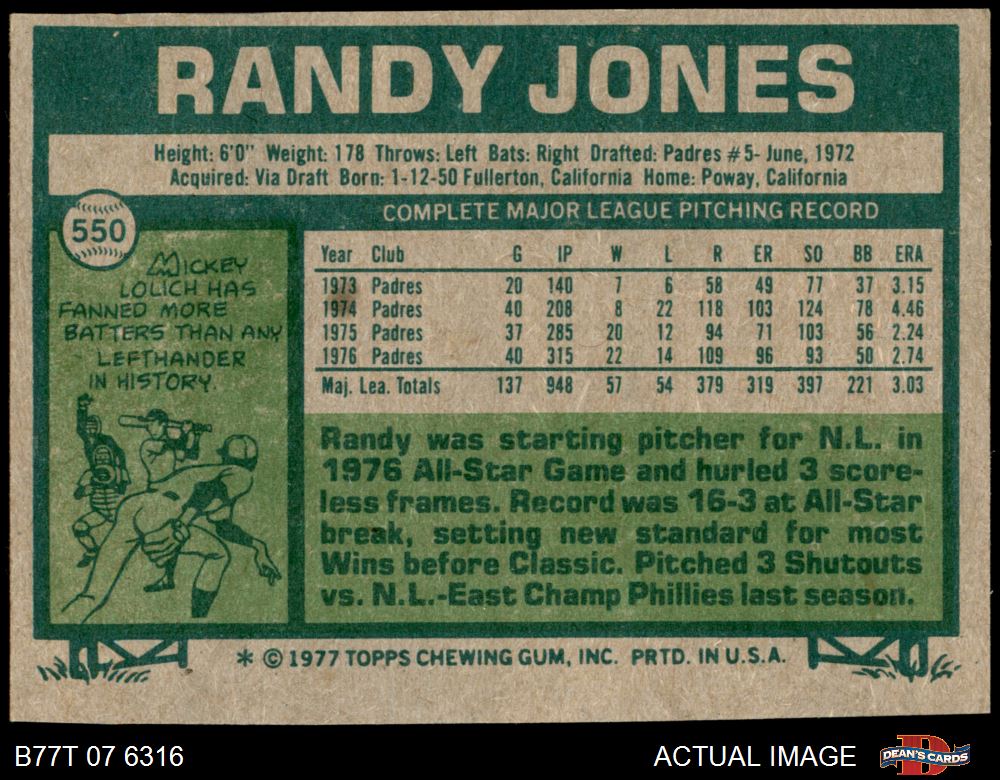 RANDY JONES
Height: 6'0" Weight: 178 Throws: Left Bats: Right Drafted: Padres #5- June, 1972
Acquired: Via Draft Born: 1-12-50 Fullerton, California Home: Poway, California
550
MICKEY
LOLICH HAS
FANNED MORE
BATTERS THAN ANY
LEFTHANDER
IN HISTORY.
COMPLETE MAJOR LEAGUE PITCHING RECORD
Year Club G IP W L R ER SO BB ERA
1973 Padres 20 140 7 6 58 49 77 37 3.15
1974 Padres 40 208 8 22 118 103 124 78 4.46
1975 Padres 37 285 20 12 94 71 103 56 2.24
1976 Padres 40 315 22 14 109 96 93 50 2.74
Maj. Lea. Totals 137 948 57 54 379 319 397 221 3.03
Randy was starting pitcher for N.L. in
1976 All-Star Game and hurled 3 score-
less frames. Record was 16-3 at All-Star
break, setting new standard for most
Wins before Classic. Pitched 3 Shutouts
vs. N.L.-East Champ Phillies last season.
* © 1977 TOPPS CHEWING GUM, INC. PRTD. IN U.S.A.
B77T 07 6316
ACTUAL IMAGE
D
DEAN'S CARDS